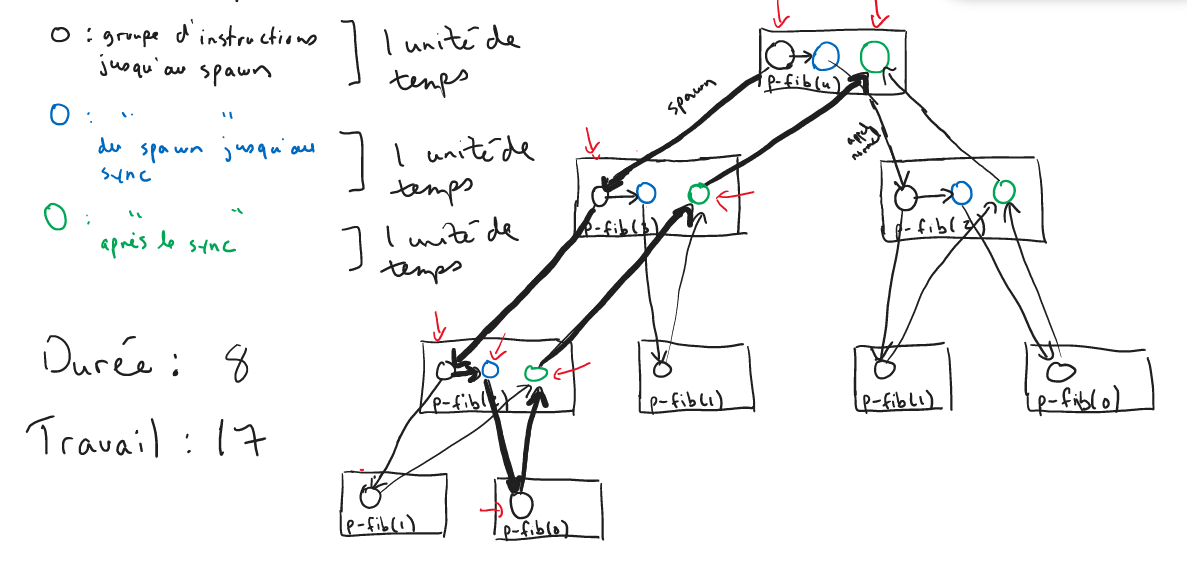 O : groupe d'instructions
jusqu'au spawn
] 1 unité de
temps
O : " "
du spawn jusqu'au
sync
] 1 unité de
temps
O : " "
après le sync
] 1 unité de
temps
Durée : 8
Travail : 17
p-fib(4)
spawn
p-fib(3)
p-fib(2)
p-fib(2)
p-fib(1)
p-fib(1)
p-fib(0)
p-fib(1)
p-fib(0)